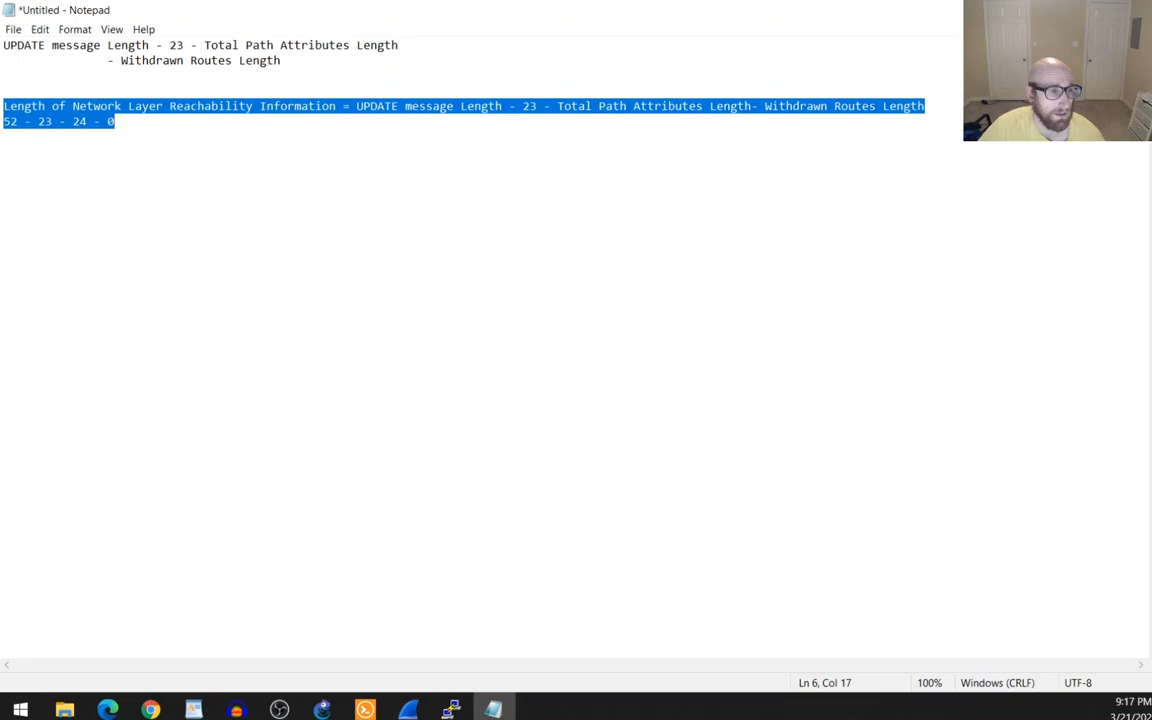 *Untitled - Notepad
File Edit Format View Help
UPDATE message Length - 23 - Total Path Attributes Length
- Withdrawn Routes Length
Length of Network Layer Reachability Information = UPDATE message Length - 23 - Total Path Attributes Length- Withdrawn Routes Length
52 - 23 - 24 - 0
Ln 6, Col 17 100% Windows (CRLF) UTF-8
9:17 PM